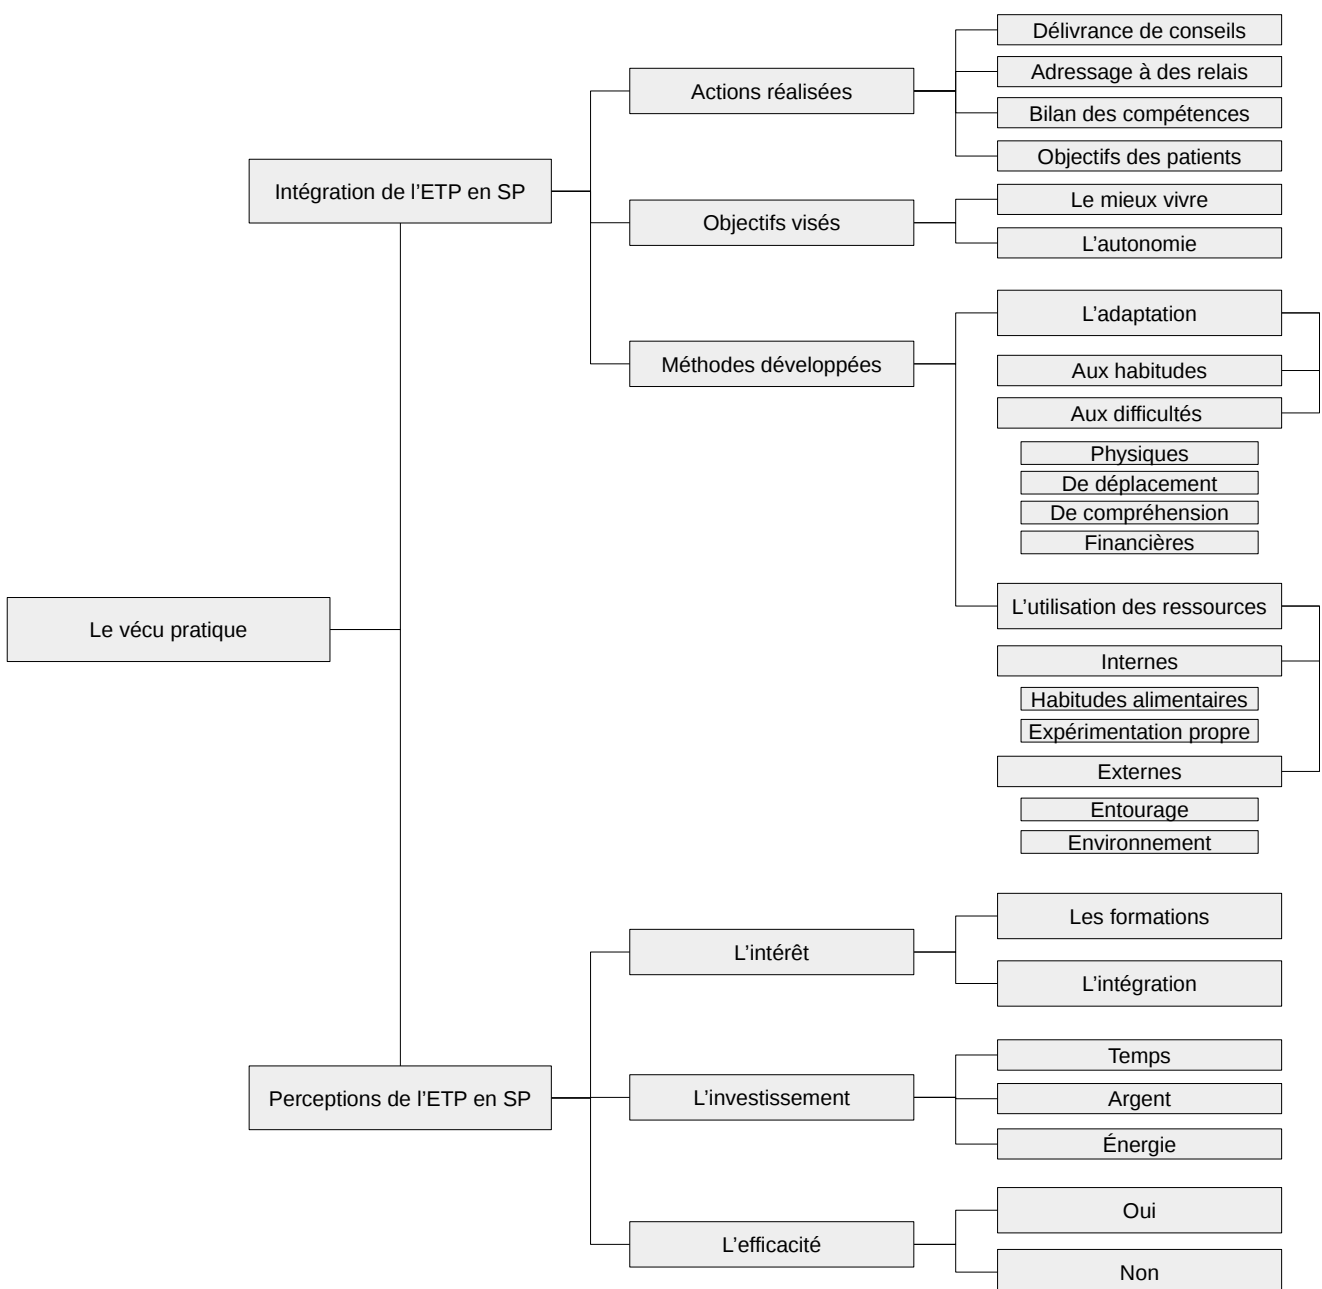 Le vécu pratique
Intégration de l’ETP en SP
Actions réalisées
Délivrance de conseils
Adressage à des relais
Bilan des compétences
Objectifs des patients
Objectifs visés
Le mieux vivre
L’autonomie
Méthodes développées
L’adaptation
Aux habitudes
Aux difficultés
Physiques
De déplacement
De compréhension
Financières
L’utilisation des ressources
Internes
Habitudes alimentaires
Expérimentation propre
Externes
Entourage
Environnement
Perceptions de l’ETP en SP
L’intérêt
Les formations
L’intégration
L’investissement
Temps
Argent
Énergie
L’efficacité
Oui
Non